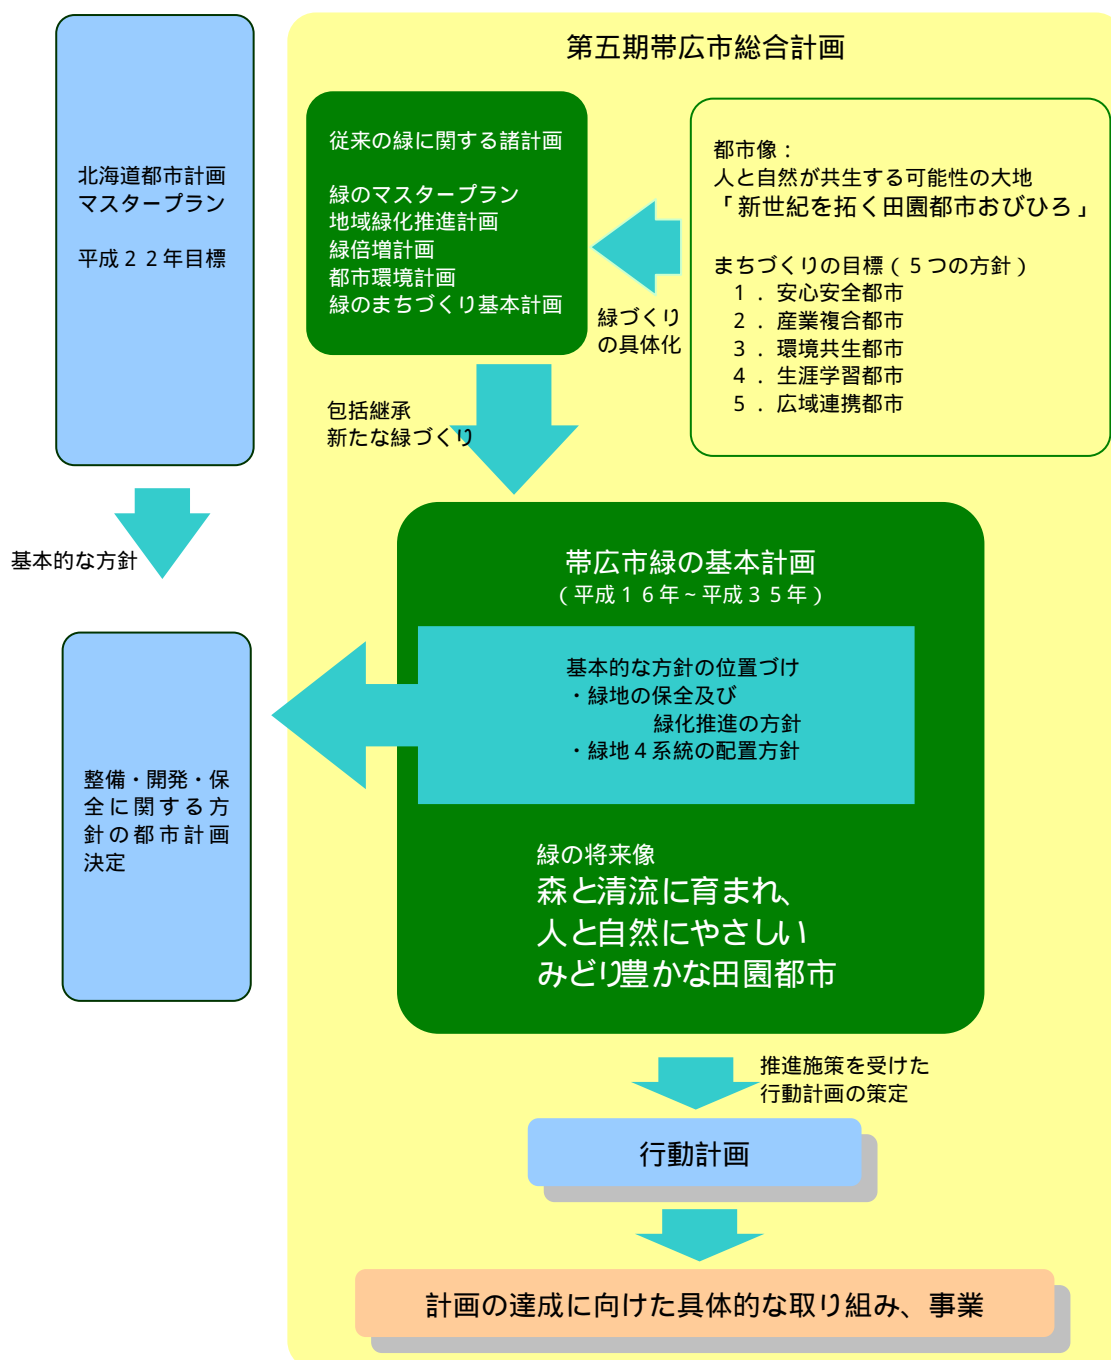 第五期帯広市総合計画
北海道都市計画
マスタープラン
平成２２年目標
従来の緑に関する諸計画
緑のマスタープラン
地域緑化推進計画
緑倍増計画
都市環境計画
緑のまちづくり基本計画
都市像：
人と自然が共生する可能性の大地
「新世紀を拓く田園都市おびひろ」
まちづくりの目標（５つの方針）
１．安心安全都市
２．産業複合都市
３．環境共生都市
４．生涯学習都市
５．広域連携都市
緑づくり
の具体化
包括継承
新たな緑づくり
基本的な方針
帯広市緑の基本計画
（平成１６年~平成３５年）
基本的な方針の位置づけ
・緑地の保全及び
緑化推進の方針
・緑地４系統の配置方針
整備・開発・保
全に関する方
針の都市計画
決定
緑の将来像
森と清流に育まれ、
人と自然にやさしい
みどり豊かな田園都市
推進施策を受けた
行動計画の策定
行動計画
計画の達成に向けた具体的な取り組み、事業